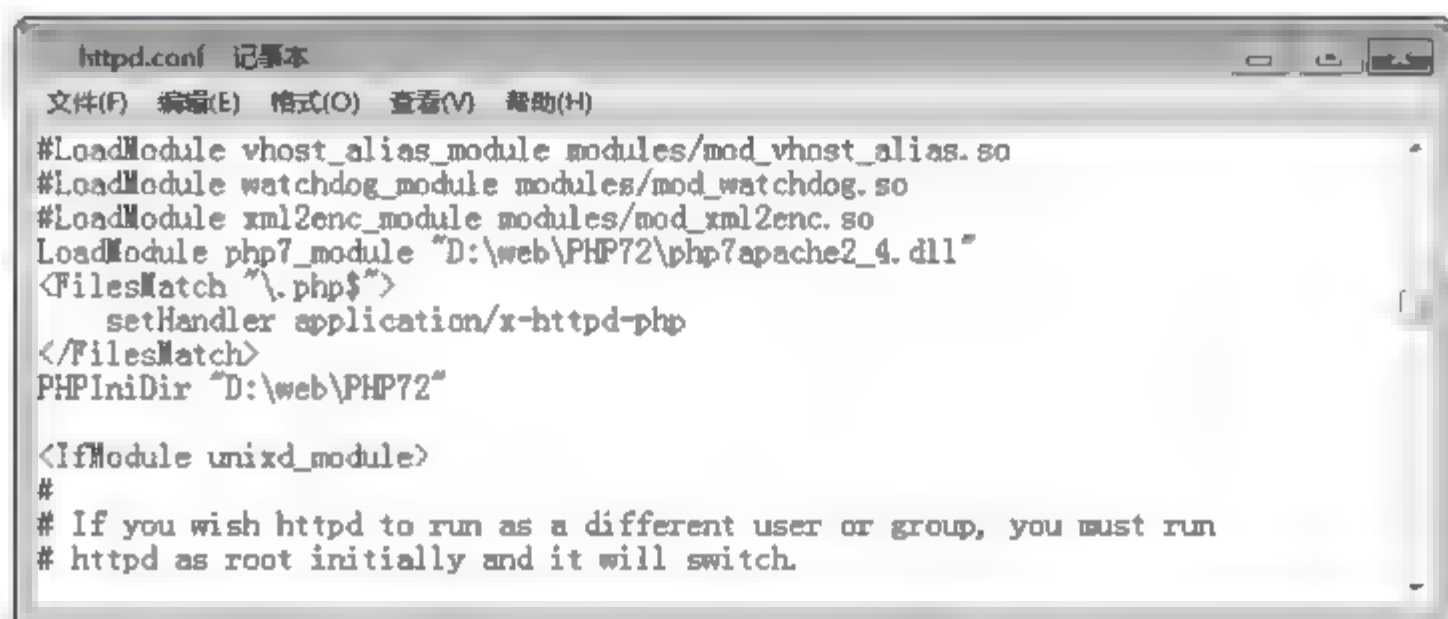 httpd.conf 记事本
文件(F) 编辑(E) 格式(O) 查看(V) 帮助(H)
#LoadModule vhost_alias_module modules/mod_vhost_alias.so
#LoadModule watchdog_module modules/mod_watchdog.so
#LoadModule xml2enc_module modules/mod_xml2enc.so
LoadModule php7_module "D:\web\PHP72\php7apache2_4.dll"
<FilesMatch "\.php$">
    setHandler application/x-httpd-php
</FilesMatch>
PHPIniDir "D:\web\PHP72"
<IfModule unixd_module>
#
# If you wish httpd to run as a different user or group, you must run
# httpd as root initially and it will switch.